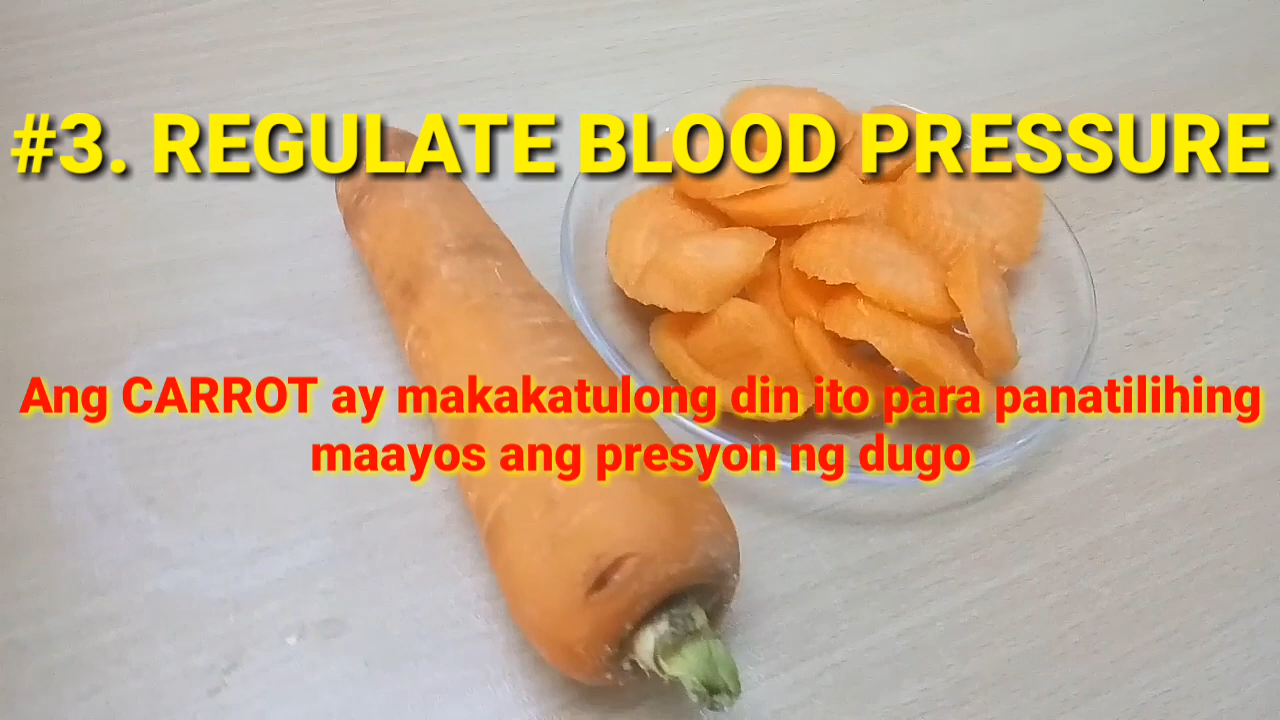 #3. REGULATE BLOOD PRESSURE
Ang CARROT ay makakatulong din ito para panatilihing
maayos ang presyon ng dugo